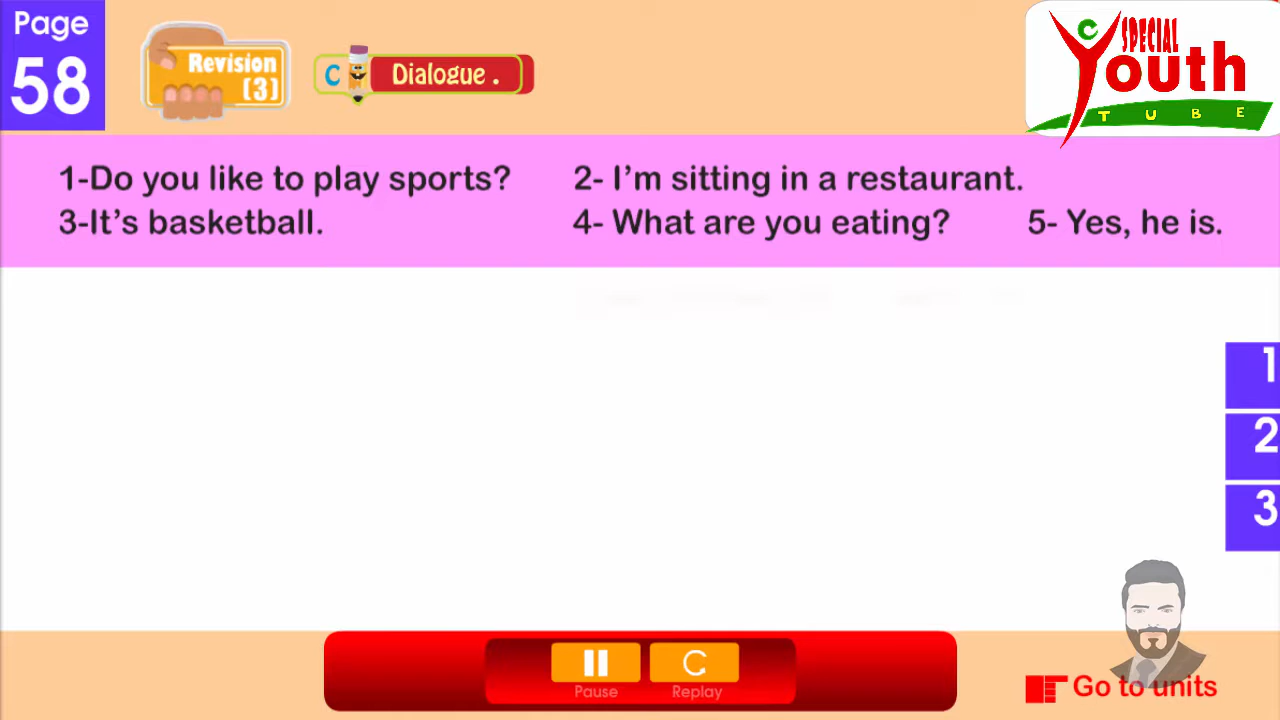 Page
58
Revision
(3)
C Dialogue .
SPECIAL
Youth
C
TUBE
1-Do you like to play sports? 2- I'm sitting in a restaurant.
3-It's basketball. 4- What are you eating? 5- Yes, he is.
1
2
3
Pause
Replay
Go to units